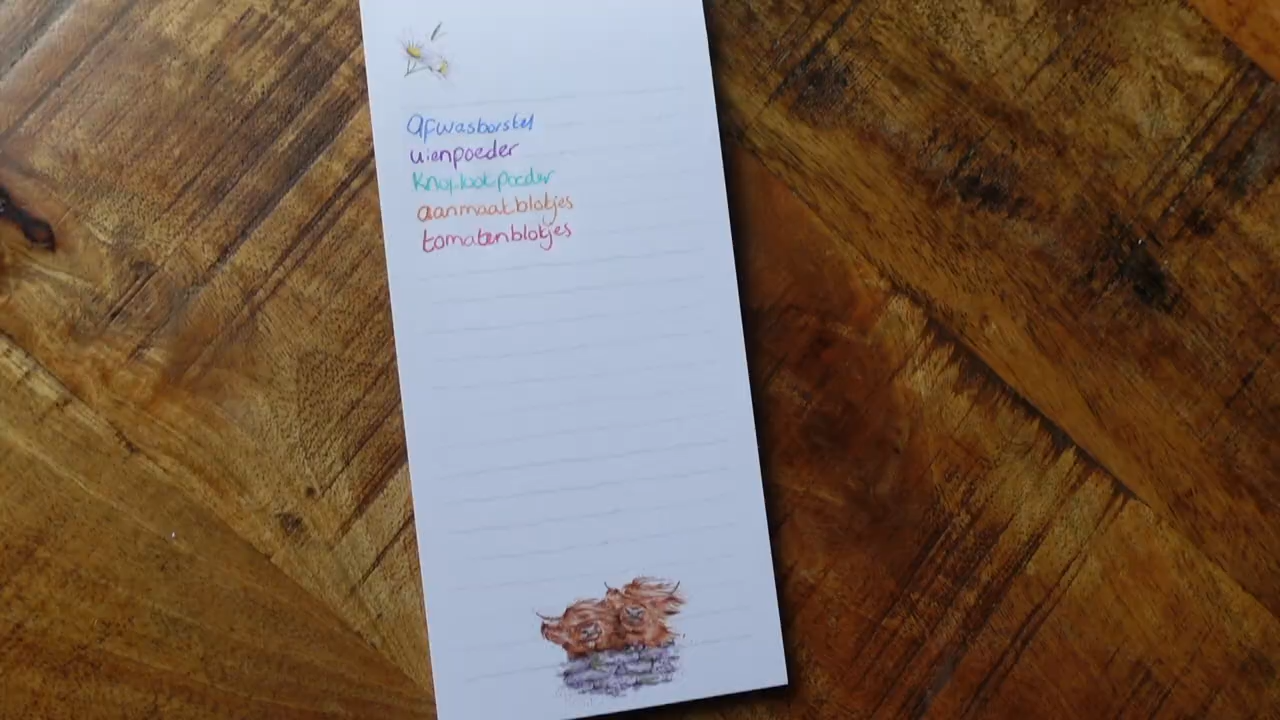 afwasborstel
uienpoeder
Knoflookpoeder
aanmaakblokjes
tomatenblokjes